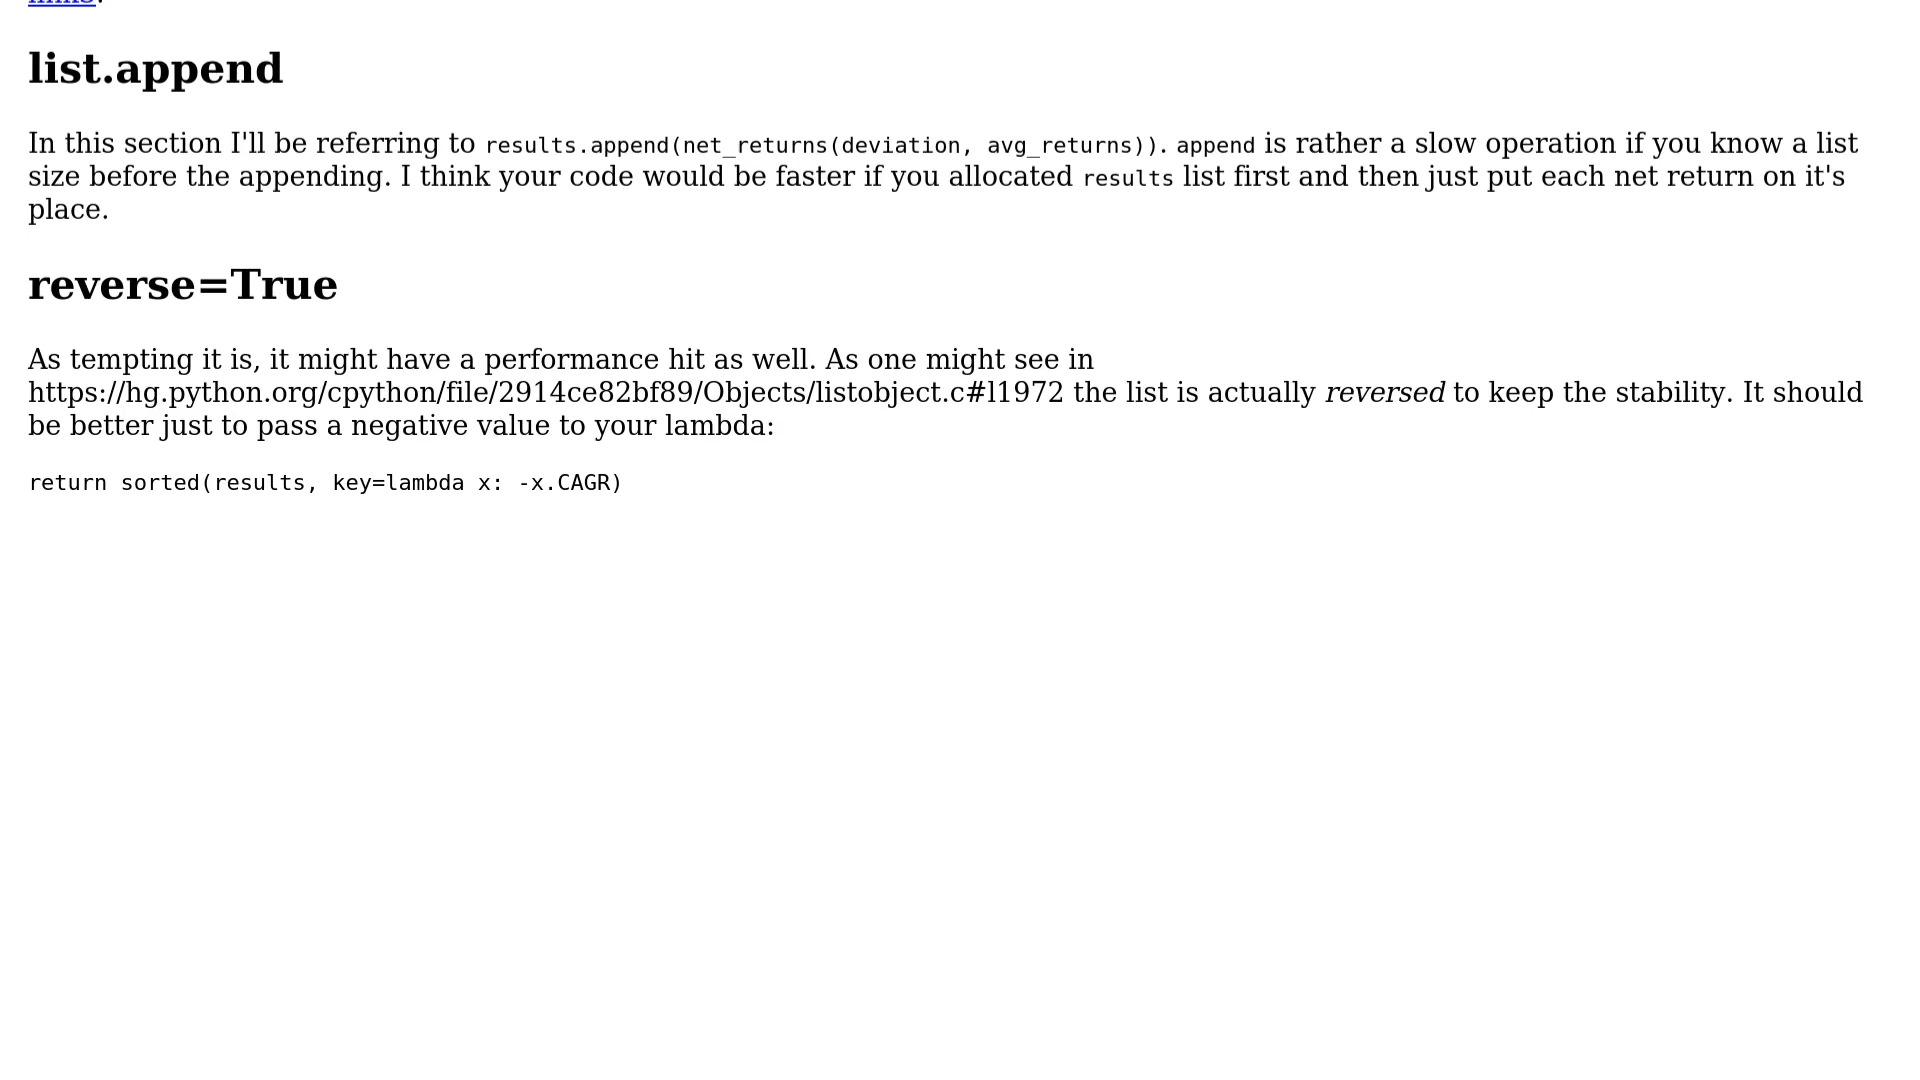 list.append
In this section I'll be referring to results.append(net_returns(deviation, avg_returns)). append is rather a slow operation if you know a list
size before the appending. I think your code would be faster if you allocated results list first and then just put each net return on it's
place.
reverse=True
As tempting it is, it might have a performance hit as well. As one might see in
https://hg.python.org/cpython/file/2914ce82bf89/Objects/listobject.c#l1972 the list is actually reversed to keep the stability. It should
be better just to pass a negative value to your lambda:
return sorted(results, key=lambda x: -x.CAGR)